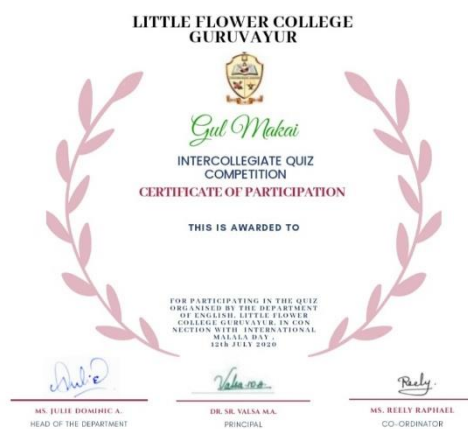 LITTLE FLOWER COLLEGE
GURUVAYUR
Gul Makai
INTERCOLLEGIATE QUIZ
COMPETITION
CERTIFICATE OF PARTICIPATION
THIS IS AWARDED TO
FOR PARTICIPATING IN THE QUIZ
ORGANISED BY THE DEPARTMENT
OF ENGLISH, LITTLE FLOWER
COLLEGE GURUVAYUR, IN CON
NECTION WITH INTERNATIONAL
MALALA DAY .
12th JULY 2020
Julie
Valsa M.A.
Reely.
MS. JULIE DOMINIC A.
DR. SR. VALSA M.A.
MS. REELY RAPHAEL
HEAD OF THE DEPARTMENT
PRINCIPAL
CO-ORDINATOR